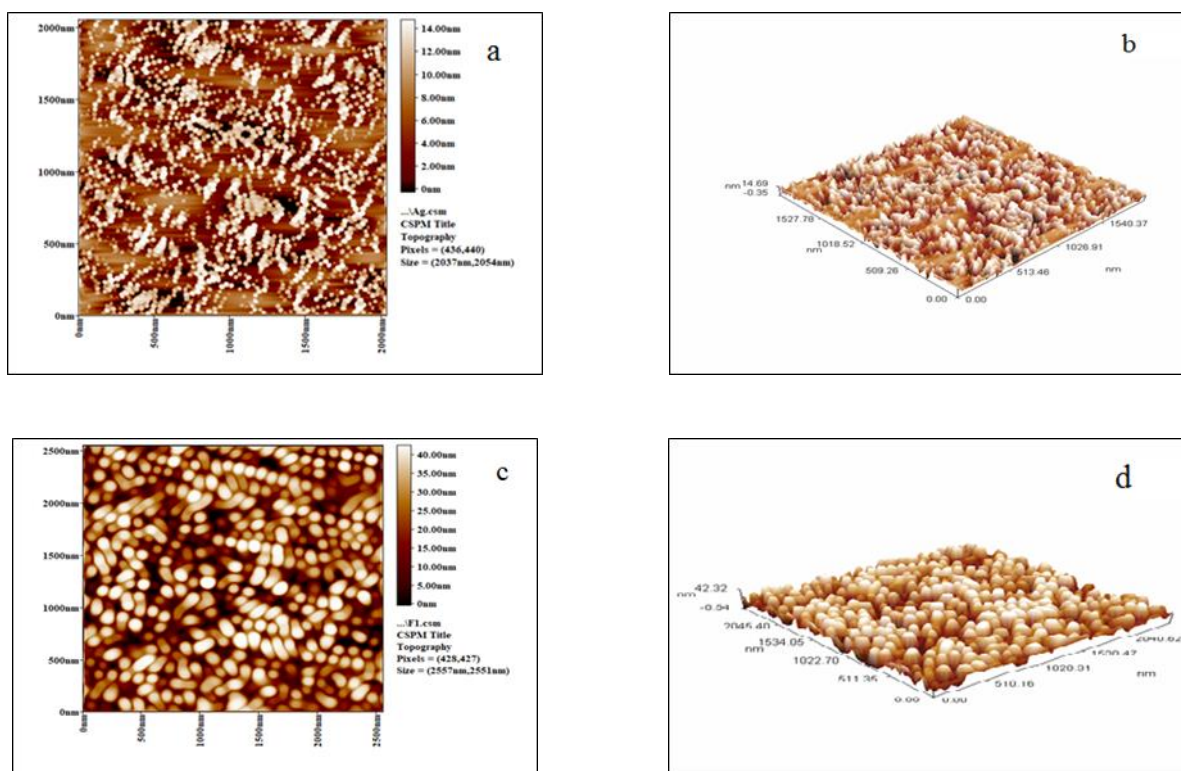 a
2000nm
1500nm
1000nm
500nm
0nm
0nm
500nm
1000nm
1500nm
2000nm
14.00nm
12.00nm
10.00nm
8.00nm
6.00nm
4.00nm
2.00nm
0nm
...\Ag.csm
CSPM Title
Topography
Pixels = (436,440)
Size = (2037nm,2054nm)
b
nm 14.69
-0.35
1527.78
1018.52
nm
509.26
0.00
0.00
513.46
1026.91
1540.37
nm
c
2500nm
2000nm
1500nm
1000nm
500nm
0nm
0nm
500nm
1000nm
1500nm
2000nm
2500nm
40.00nm
35.00nm
30.00nm
25.00nm
20.00nm
15.00nm
10.00nm
5.00nm
0nm
...\F1.csm
CSPM Title
Topography
Pixels = (428,427)
Size = (2557nm,2551nm)
d
42.32
nm
2045.40
1534.05
nm
1022.70
511.35
0.00
0.00
510.16
1020.31
2040.62
nm